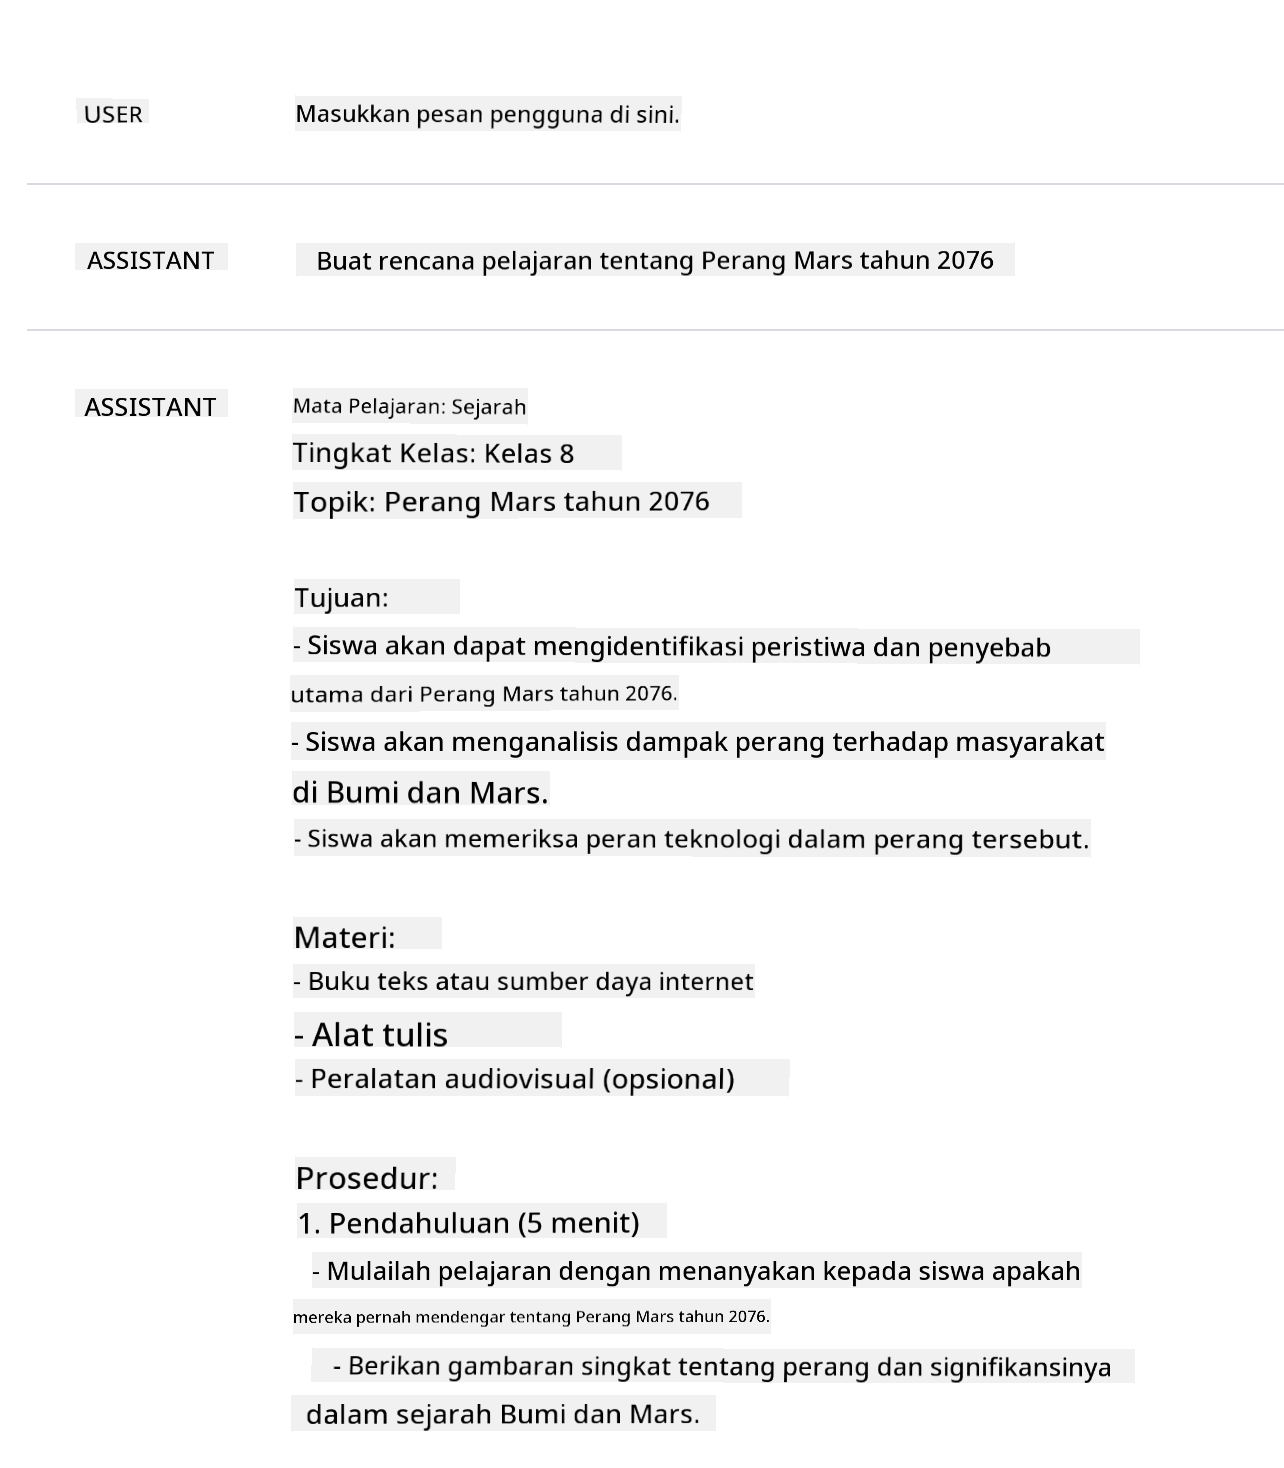 USER
Masukkan pesan pengguna di sini.
ASSISTANT
Buat rencana pelajaran tentang Perang Mars tahun 2076
ASSISTANT
Mata Pelajaran: Sejarah
Tingkat Kelas: Kelas 8
Topik: Perang Mars tahun 2076
Tujuan:
- Siswa akan dapat mengidentifikasi peristiwa dan penyebab
utama dari Perang Mars tahun 2076.
- Siswa akan menganalisis dampak perang terhadap masyarakat
di Bumi dan Mars.
- Siswa akan memeriksa peran teknologi dalam perang tersebut.
Materi:
- Buku teks atau sumber daya internet
- Alat tulis
- Peralatan audiovisual (opsional)
Prosedur:
1. Pendahuluan (5 menit)
- Mulailah pelajaran dengan menanyakan kepada siswa apakah
mereka pernah mendengar tentang Perang Mars tahun 2076.
- Berikan gambaran singkat tentang perang dan signifikansinya
dalam sejarah Bumi dan Mars.